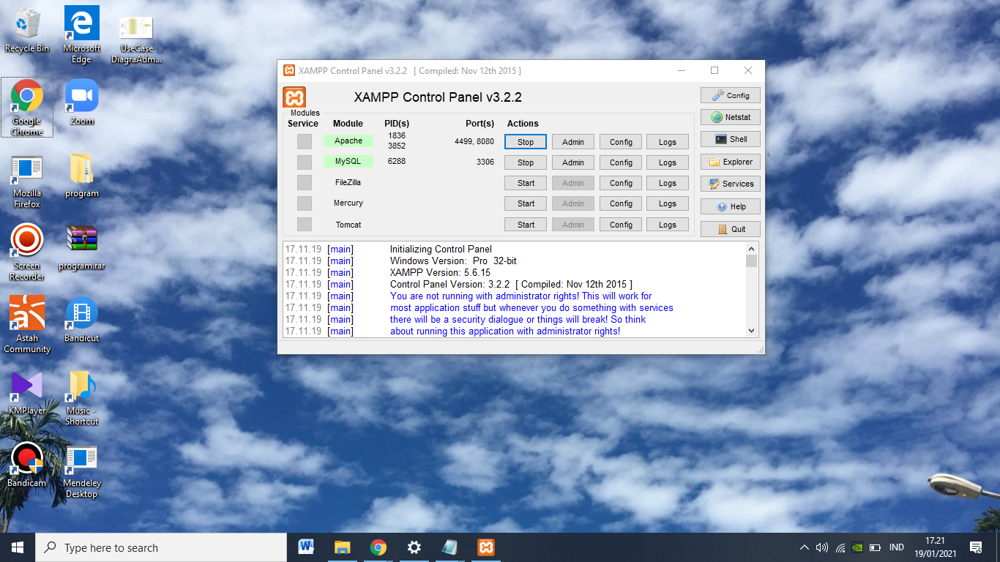 Recycle Bin
Microsoft
Edge
UseCase
DiagraAdm...
Google
Chrome
Zoom
Mozilla
Firefox
program
Screen
Recorder
program.rar
Astah
Community
Bandicut
KMPlayer
Music -
Shortcut
Bandicam
Mendeley
Desktop
XAMPP Control Panel v3.2.2 [ Compiled: Nov 12th 2015 ]
XAMPP Control Panel v3.2.2
Config
Netstat
Shell
Explorer
Services
Help
Quit
Modules
Service Module PID(s) Port(s) Actions
Apache 1836 4499, 8080 Stop Admin Config Logs
3852
MySQL 6288 3306 Stop Admin Config Logs
FileZilla Start Admin Config Logs
Mercury Start Admin Config Logs
Tomcat Start Admin Config Logs
17.11.19 [main] Initializing Control Panel
17.11.19 [main] Windows Version: Pro 32-bit
17.11.19 [main] XAMPP Version: 5.6.15
17.11.19 [main] Control Panel Version: 3.2.2 [ Compiled: Nov 12th 2015 ]
17.11.19 [main] You are not running with administrator rights! This will work for
17.11.19 [main] most application stuff but whenever you do something with services
17.11.19 [main] there will be a security dialogue or things will break! So think
17.11.19 [main] about running this application with administrator rights!
Type here to search
IND
17.21
19/01/2021